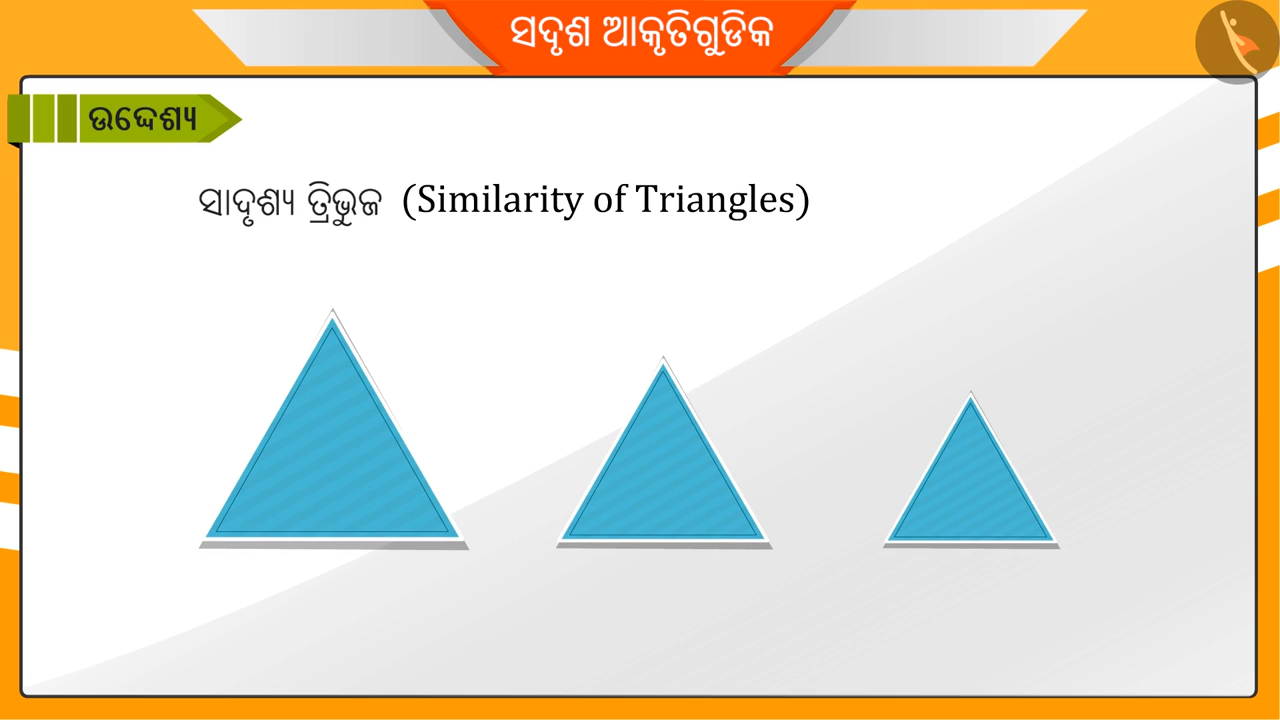 ସଦୃଶ ଆକୃତିଗୁଡିକ
ଉଦ୍ଦେଶ୍ୟ
ସାଦୃଶ୍ୟ ତ୍ରିଭୁଜ (Similarity of Triangles)